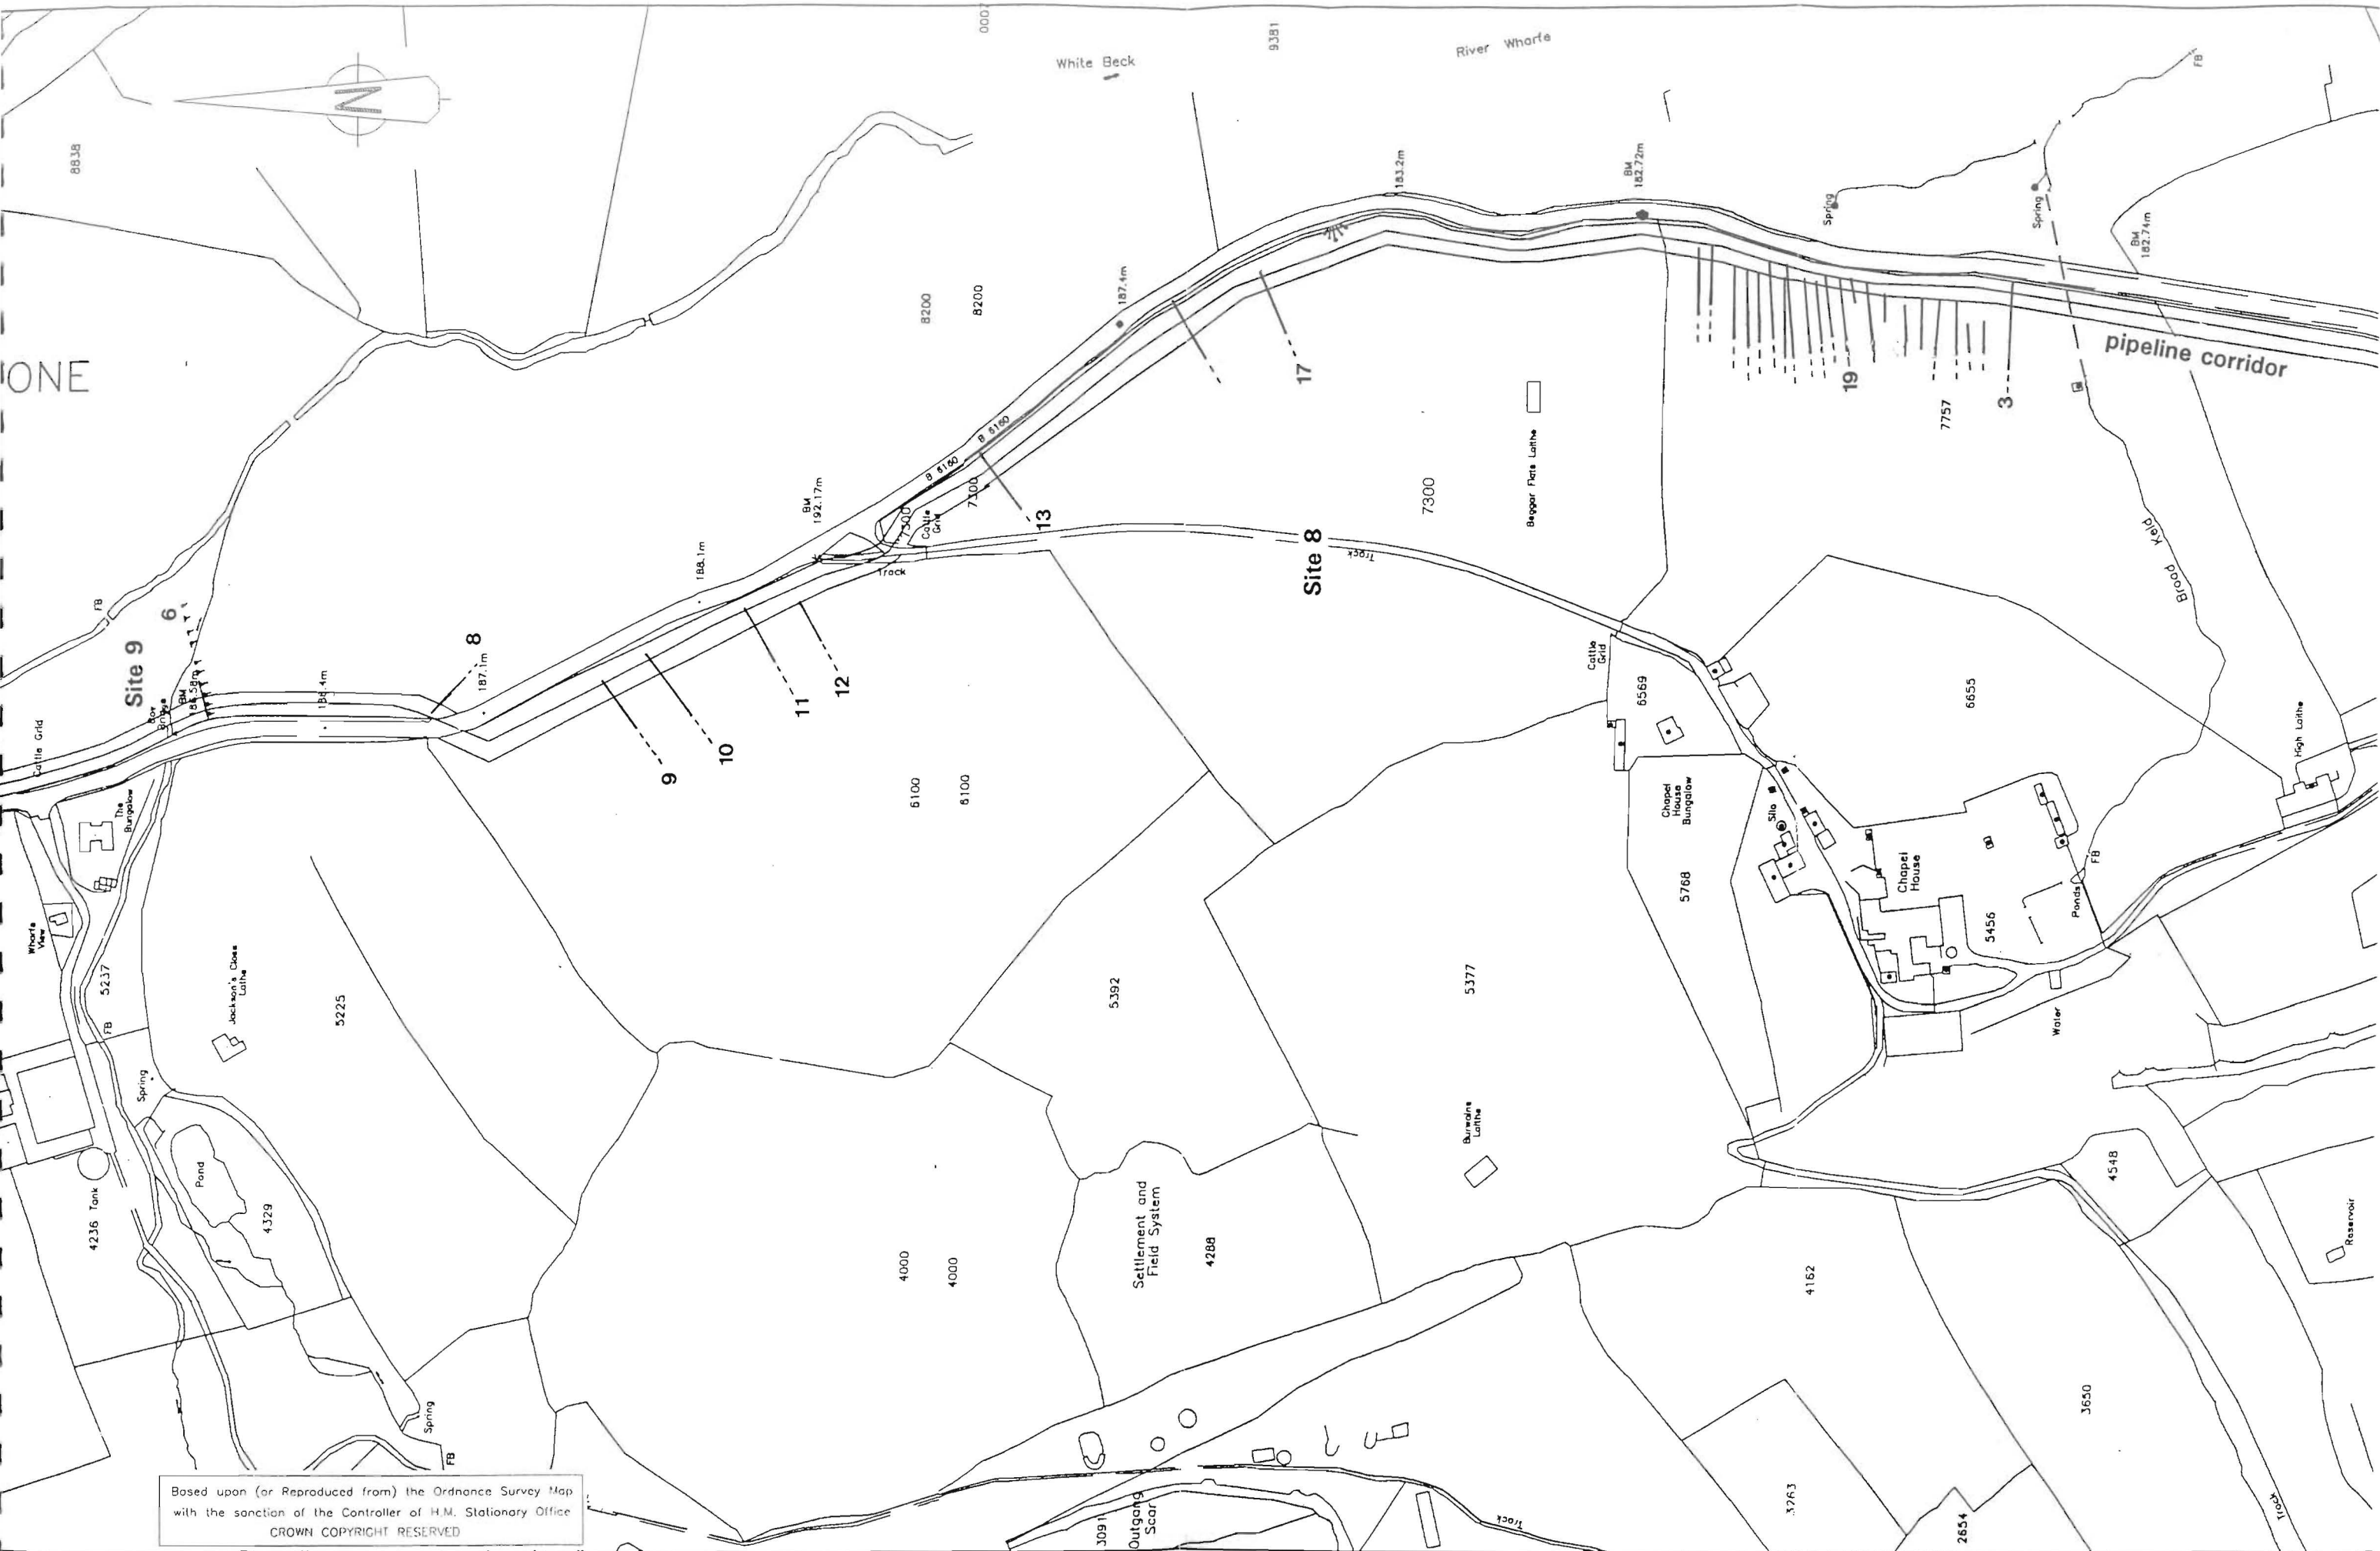 0007
9381
White Beck
River Wharfe
FB
N
8838
183.2m
BM
182.72m
Spring
Spring
BM
182.74m
ONE
8200
8200
187.4m
pipeline corridor
17
19
3
7757
B 6160
B 6160
BM
192.17m
7300
7300
Cattle
Grid
13
7300
Beggar Flats Laithe
Site 8
Track
Track
188.1m
Broad Keld
FB
Site 9
6
8
187.1m
Bow
Bridge
BM
188.4m
11
12
9
10
Cattle
Grid
6569
6655
High Laithe
Cattle Grid
The
Bungalow
6100
6100
Chapel
House
Bungalow
Silo
5768
Chapel
House
FB
Ponds
5456
Wharfe
View
5237
FB
Jackson's Close
Laithe
5225
5392
5377
Water
Spring
Pond
4329
4236 Tank
4000
4000
Settlement and
Field System
4288
Burwains
Laithe
4548
4162
Reservoir
Spring
FB
3650
3091
Outgang
Scar
Track
3263
2654
Track
Based upon (or Reproduced from) the Ordnance Survey Map
with the sanction of the Controller of H.M. Stationary Office
CROWN COPYRIGHT RESERVED